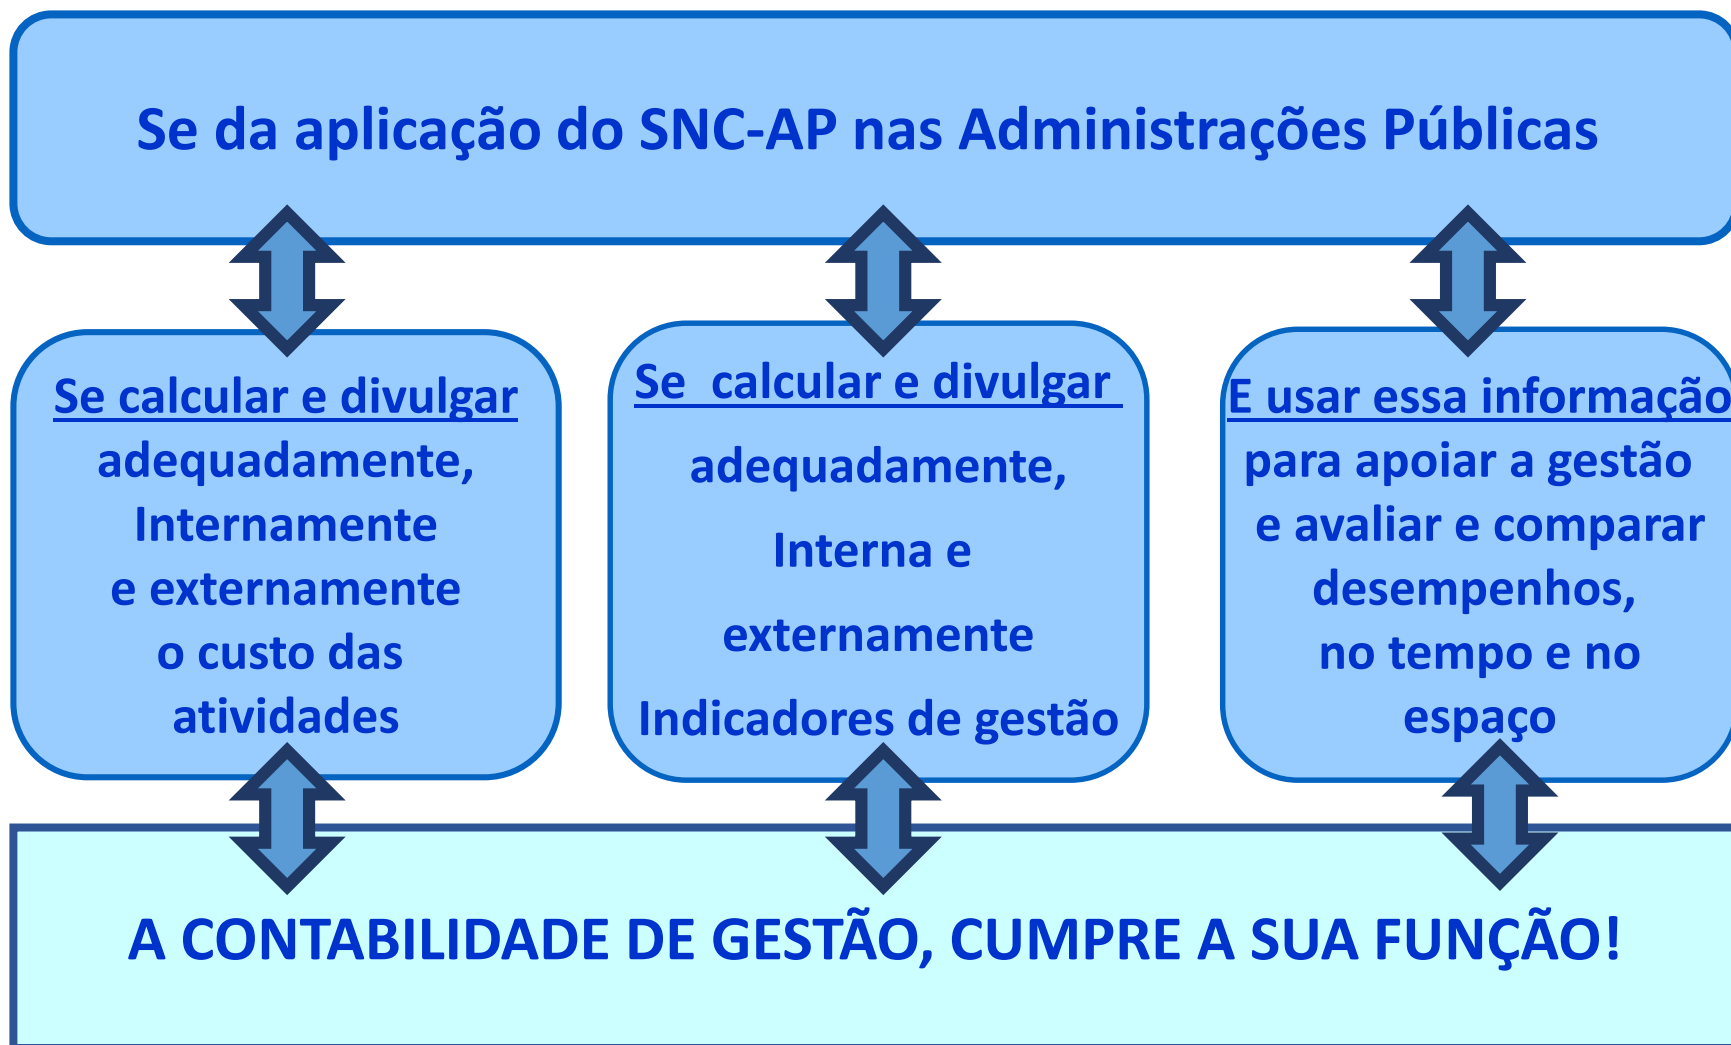 Se da aplicação do SNC-AP nas Administrações Públicas
Se calcular e divulgar
adequadamente,
Internamente
e externamente
o custo das
atividades
Se calcular e divulgar
adequadamente,
Interna e
externamente
Indicadores de gestão
E usar essa informação
para apoiar a gestão
e avaliar e comparar
desempenhos,
no tempo e no
espaço
A CONTABILIDADE DE GESTÃO, CUMPRE A SUA FUNÇÃO!